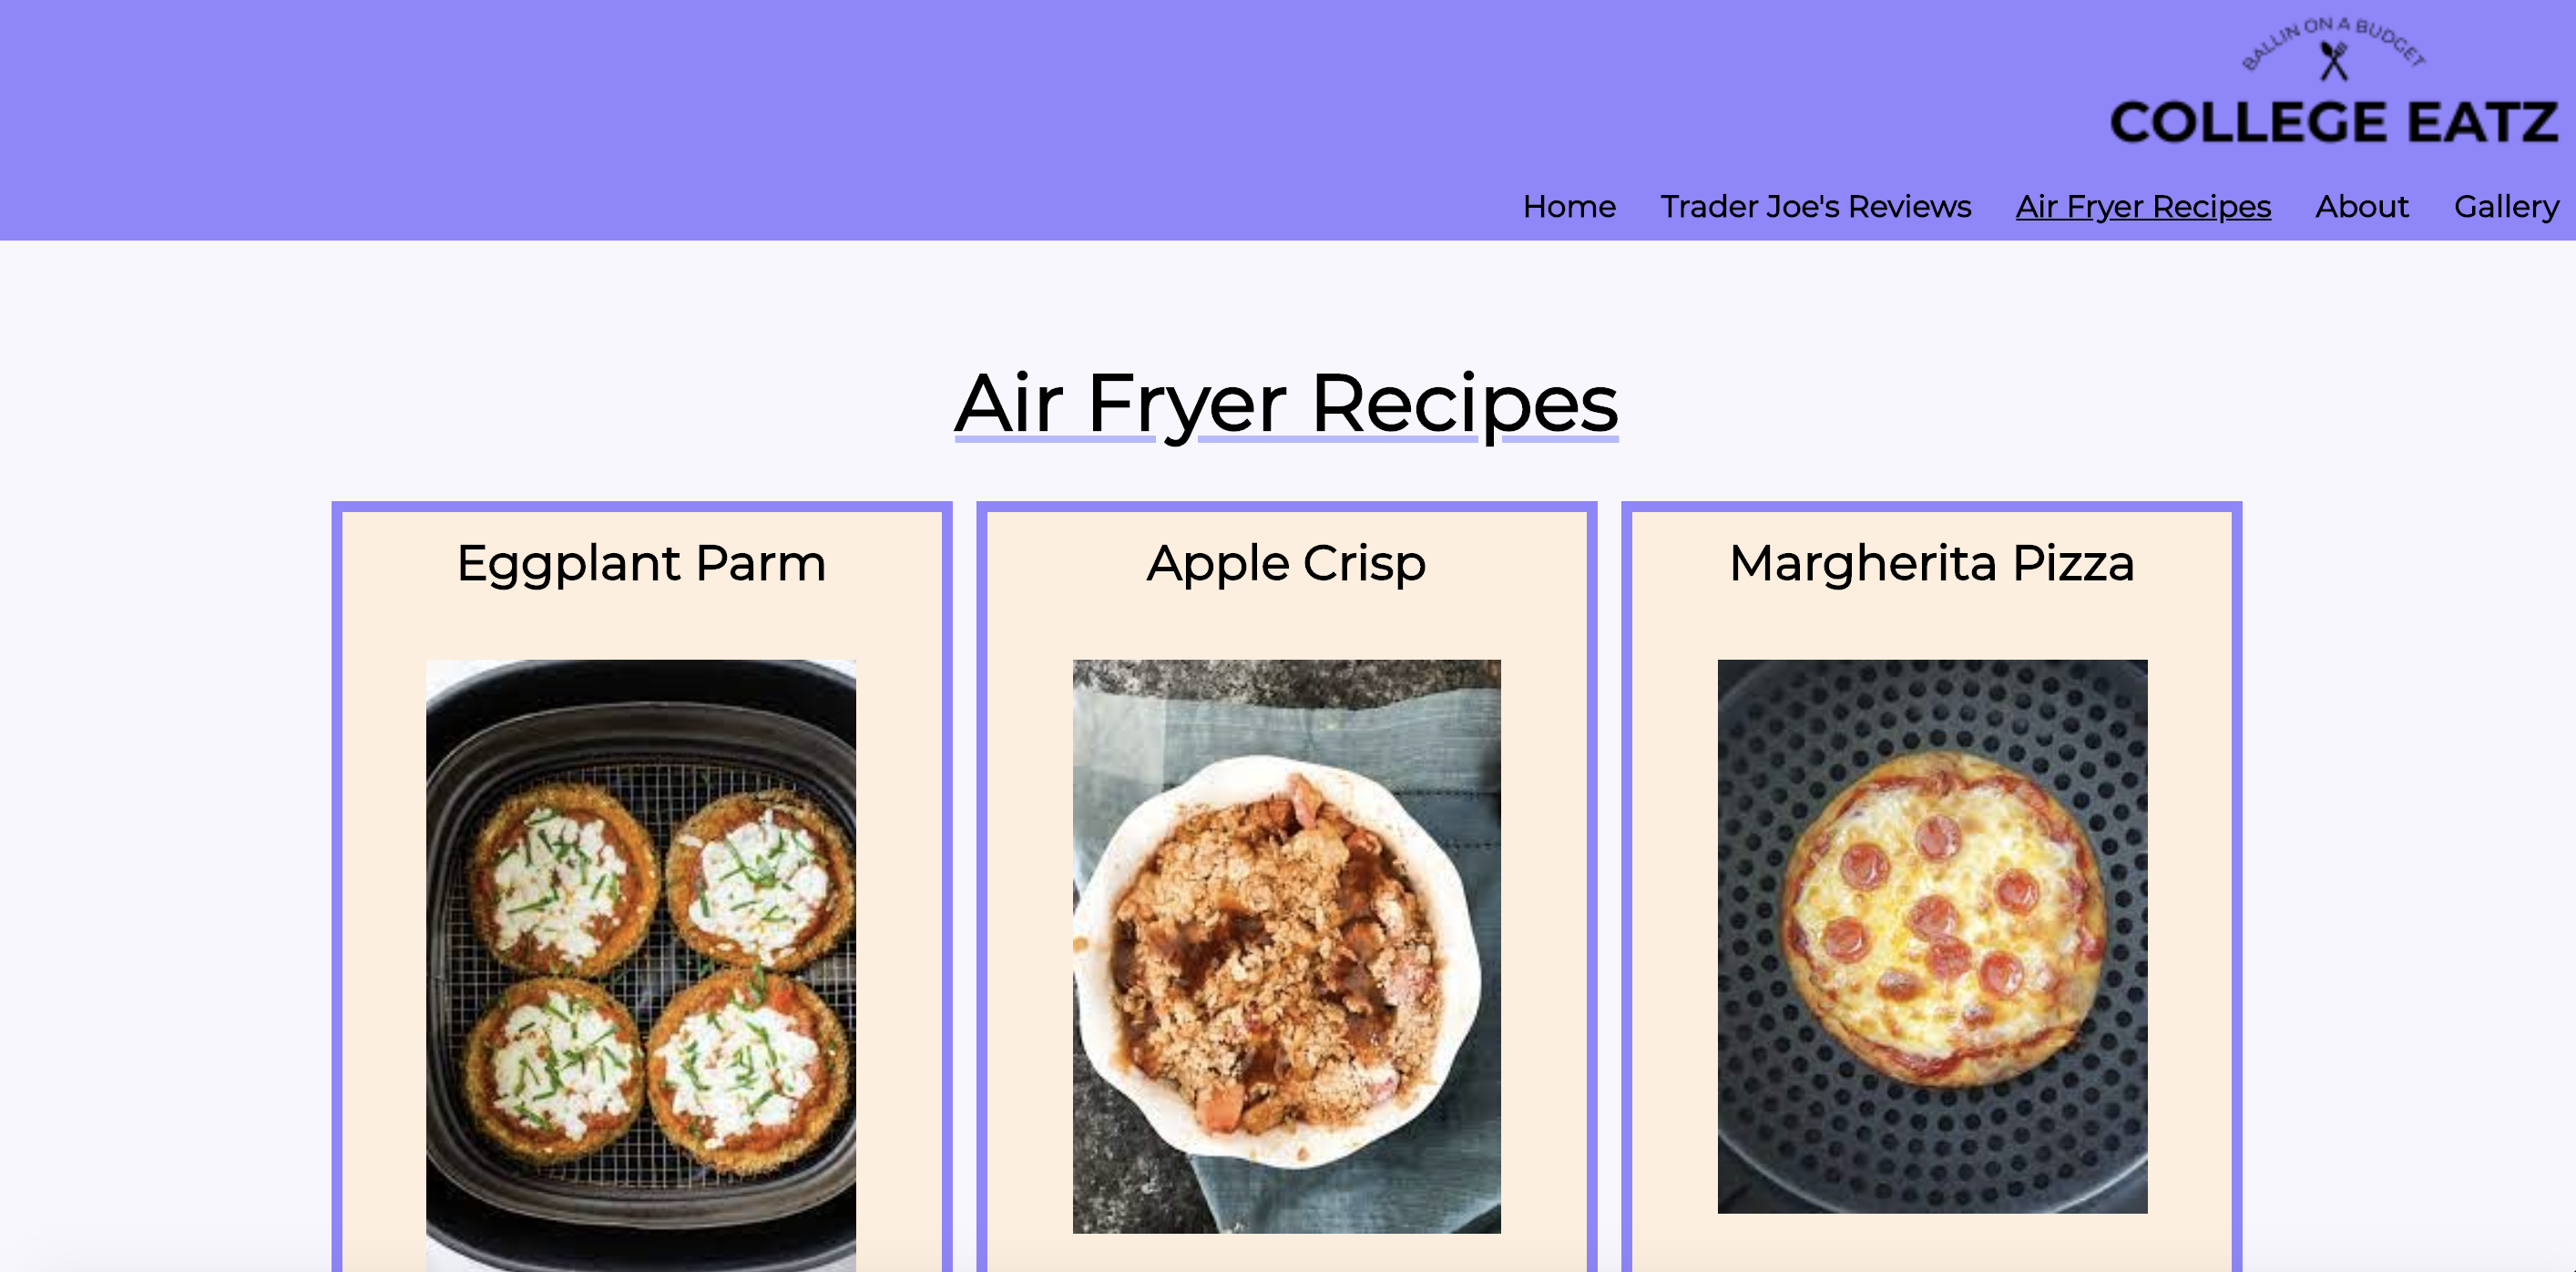 BALLIN ON A BUDGET
COLLEGE EATZ
Home Trader Joe's Reviews Air Fryer Recipes About Gallery
Air Fryer Recipes
Eggplant Parm Apple Crisp Margherita Pizza